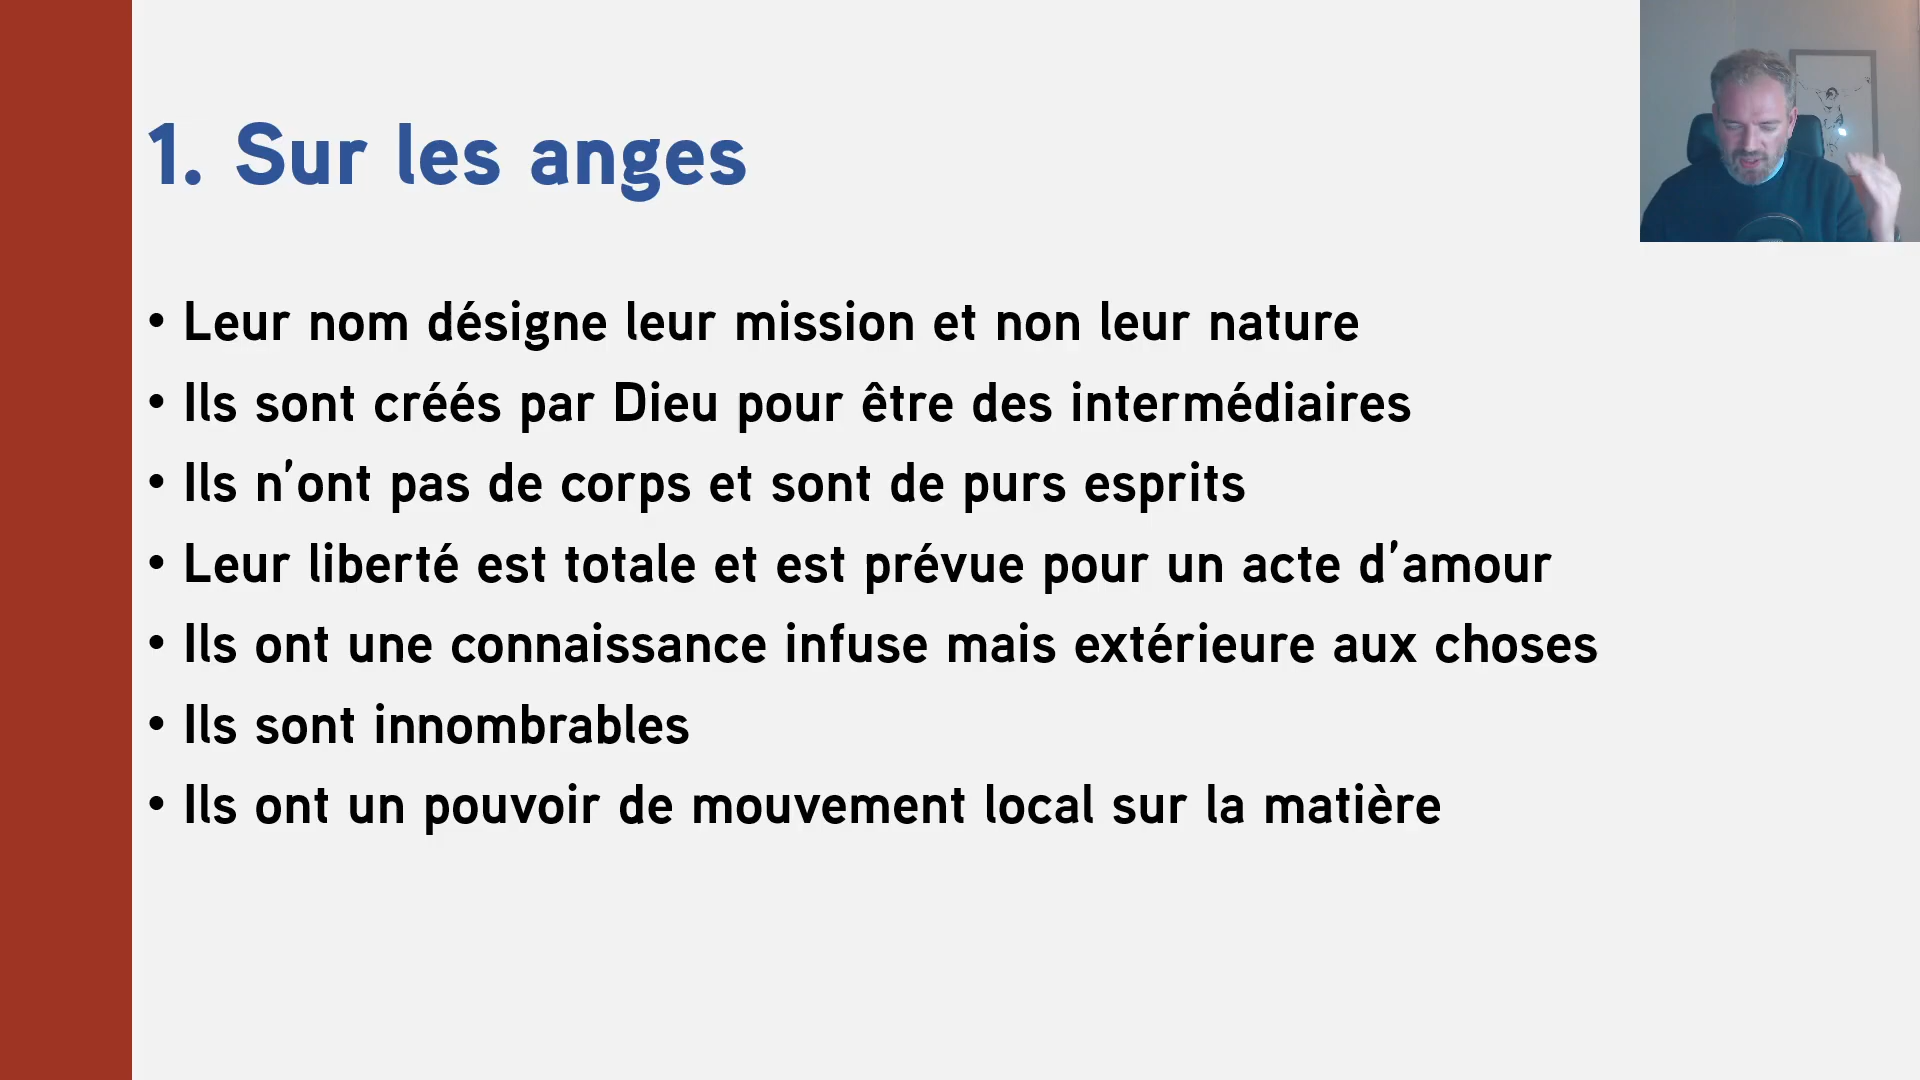 1. Sur les anges
• Leur nom désigne leur mission et non leur nature
• Ils sont créés par Dieu pour être des intermédiaires
• Ils n’ont pas de corps et sont de purs esprits
• Leur liberté est totale et est prévue pour un acte d’amour
• Ils ont une connaissance infuse mais extérieure aux choses
• Ils sont innombrables
• Ils ont un pouvoir de mouvement local sur la matière